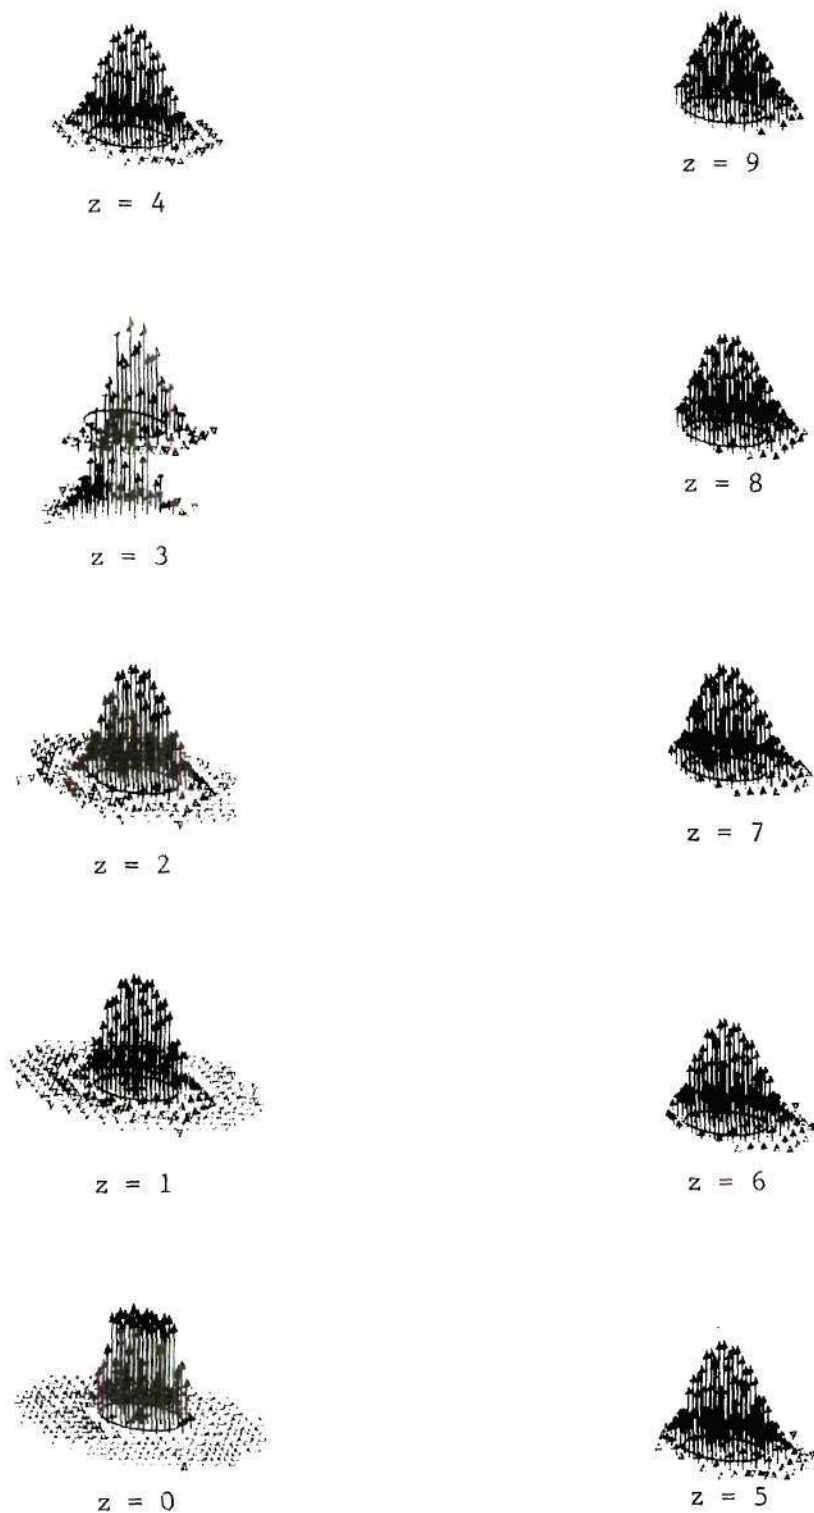 z = 4
z = 9
z = 3
z = 8
z = 2
z = 7
z = 1
z = 6
z = 0
z = 5